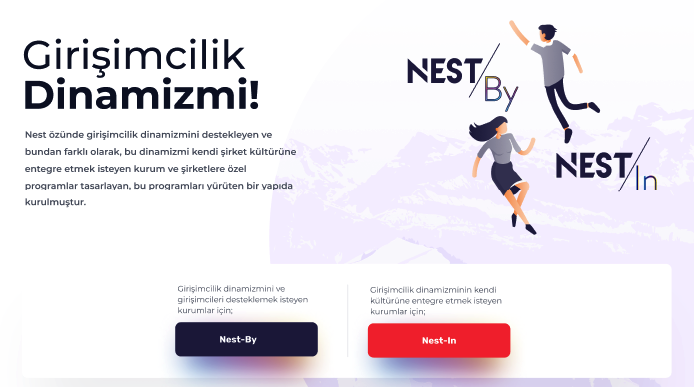 Girişimcilik
Dinamizmi!
Nest özünde girişimcilik dinamizmini destekleyen ve
bundan farklı olarak, bu dinamizmi kendi şirket kültürüne
entegre etmek isteyen kurum ve şirketlere özel
programlar tasarlayan, bu programları yürüten bir yapıda
kurulmuştur.
NEST/By
NEST/In
Girişimcilik dinamizmini ve
girişimcileri desteklemek isteyen
kurumlar için;
Nest-By
Girişimcilik dinamizminin kendi
kültürüne entegre etmek isteyen
kurumlar için;
Nest-In